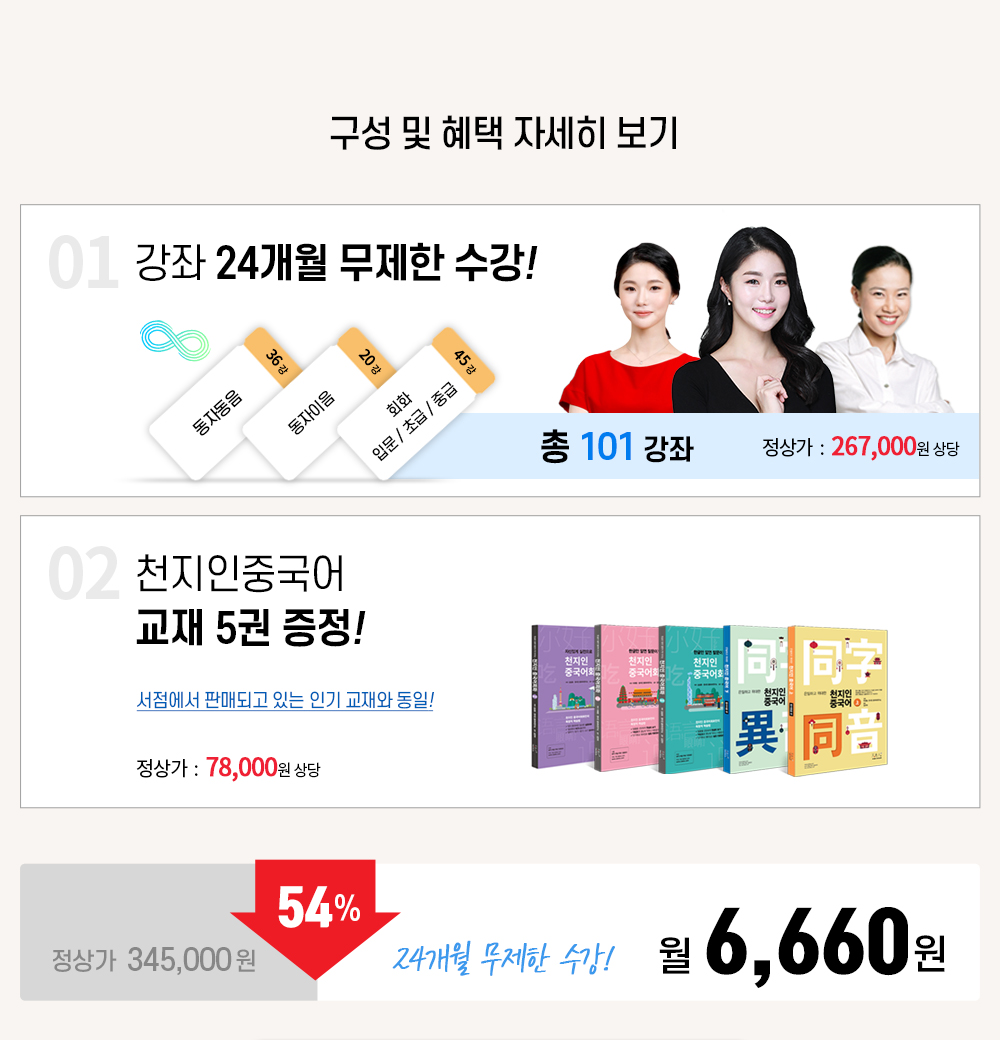 구성 및 혜택 자세히 보기
01 강좌 24개월 무제한 수강!
36강
20강
45강
동자동음
동자이음
회화
입문 / 초급 / 중급
총 101 강좌
정상가 : 267,000원 상당
02 천지인중국어
교재 5권 증정!
서점에서 판매되고 있는 인기 교재와 동일!
정상가 : 78,000원 상당
천지인
중국어회
천지인
중국어회
천지인
중국어회
同
異
천지인
중국어
同字
同音
천지인
중국어
54%
정상가 345,000원
24개월 무제한 수강!
월 6,660원